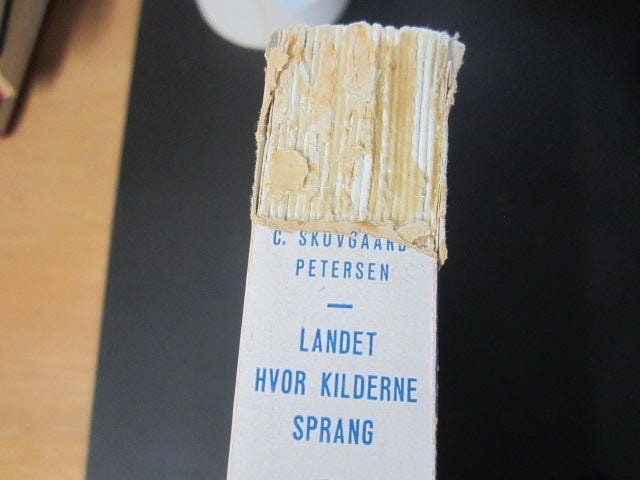 C. SKOVGAARD
PETERSEN
—
LANDET
HVOR KILDERNE
SPRANG